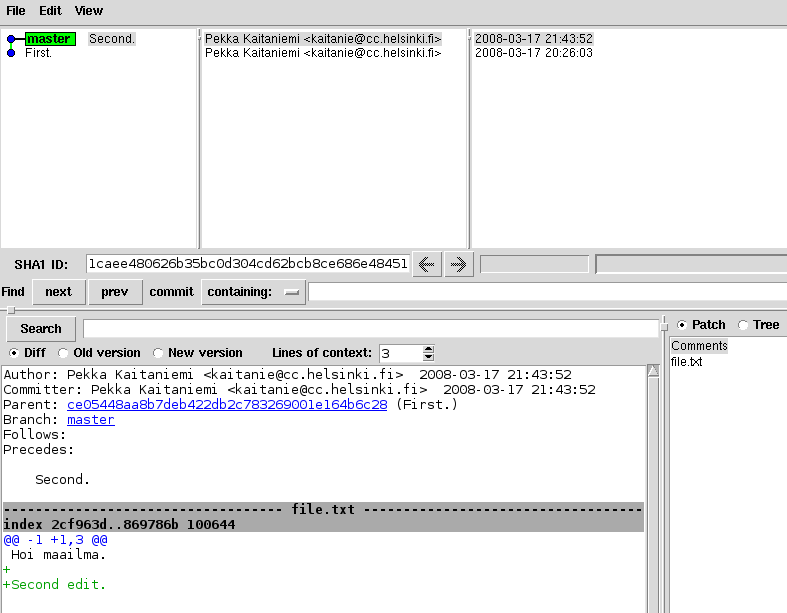 File Edit View
master Second. Pekka Kaitaniemi <kaitanie@cc.helsinki.fi> 2008-03-17 21:43:52
First. Pekka Kaitaniemi <kaitanie@cc.helsinki.fi> 2008-03-17 20:26:03
SHA1 ID: 1caee480626b35bc0d304cd62bcb8ce686e48451
Find next prev commit containing:
Search
Patch Tree
Diff Old version New version Lines of context: 3
Comments
file.txt
Author: Pekka Kaitaniemi <kaitanie@cc.helsinki.fi>  2008-03-17 21:43:52
Committer: Pekka Kaitaniemi <kaitanie@cc.helsinki.fi>  2008-03-17 21:43:52
Parent: ce05448aa8b7deb422db2c783269001e164b6c28 (First.)
Branch: master
Follows:
Precedes:
Second.
----------------------------------- file.txt -----------------------------------
index 2cf963d..869786b 100644
@@ -1 +1,3 @@
Hoi maailma.
+
+Second edit.